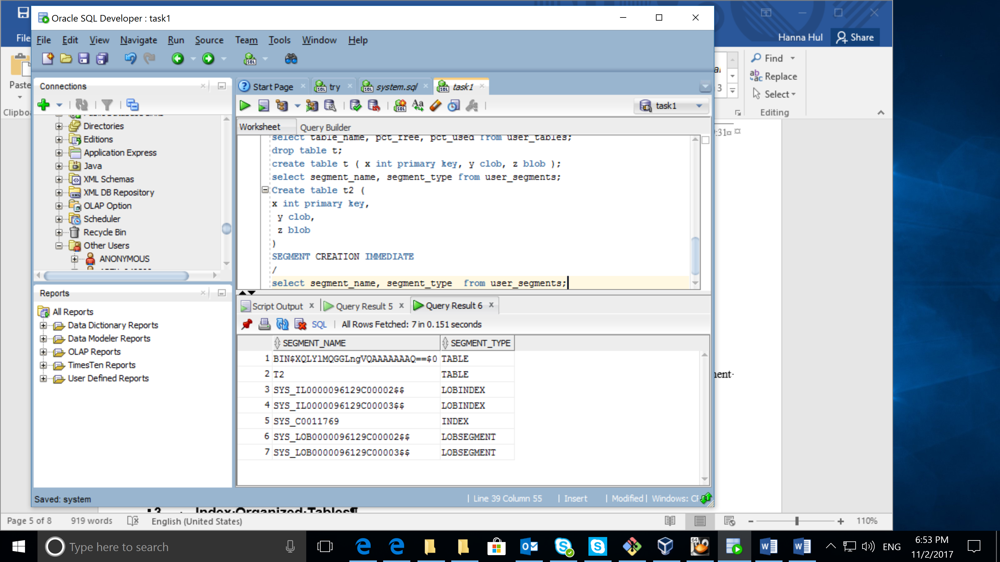 Oracle SQL Developer : task1
File Edit View Navigate Run Source Team Tools Window Help
File
Hanna Hul
Share
Paste
Find
Replace
Select
Editing
3
:31¤ ¤
Connections
Directories
Editions
Application Express
Java
XML Schemas
XML DB Repository
OLAP Option
Scheduler
Recycle Bin
Other Users
ANONYMOUS
Reports
All Reports
Data Dictionary Reports
Data Modeler Reports
OLAP Reports
TimesTen Reports
User Defined Reports
Start Page try system.sql task1
task1
Worksheet Query Builder
select table_name, pct_free, pct_used from user_tables;
drop table t;
create table t ( x int primary key, y clob, z blob );
select segment_name, segment_type from user_segments;
Create table t2 (
x int primary key,
y clob,
z blob
)
SEGMENT CREATION IMMEDIATE
/
select segment_name, segment_type  from user_segments;
Script Output Query Result 5 Query Result 6
SQL | All Rows Fetched: 7 in 0.151 seconds
SEGMENT_NAME SEGMENT_TYPE
1 BIN$XQLYlMQGGLngVQAAAAAAAQ==$0 TABLE
2 T2 TABLE
3 SYS_IL0000096129C00002$$ LOBINDEX
4 SYS_IL0000096129C00003$$ LOBINDEX
5 SYS_C0011769 INDEX
6 SYS_LOB0000096129C00002$$ LOBSEGMENT
7 SYS_LOB0000096129C00003$$ LOBSEGMENT
Saved: system
| Line 39 Column 55 | Insert | Modified | Windows:
3 Index·Organized·Tables¶
Page 5 of 8 919 words English (United States) 110%
Type here to search
64
ENG
6:53 PM
11/2/2017